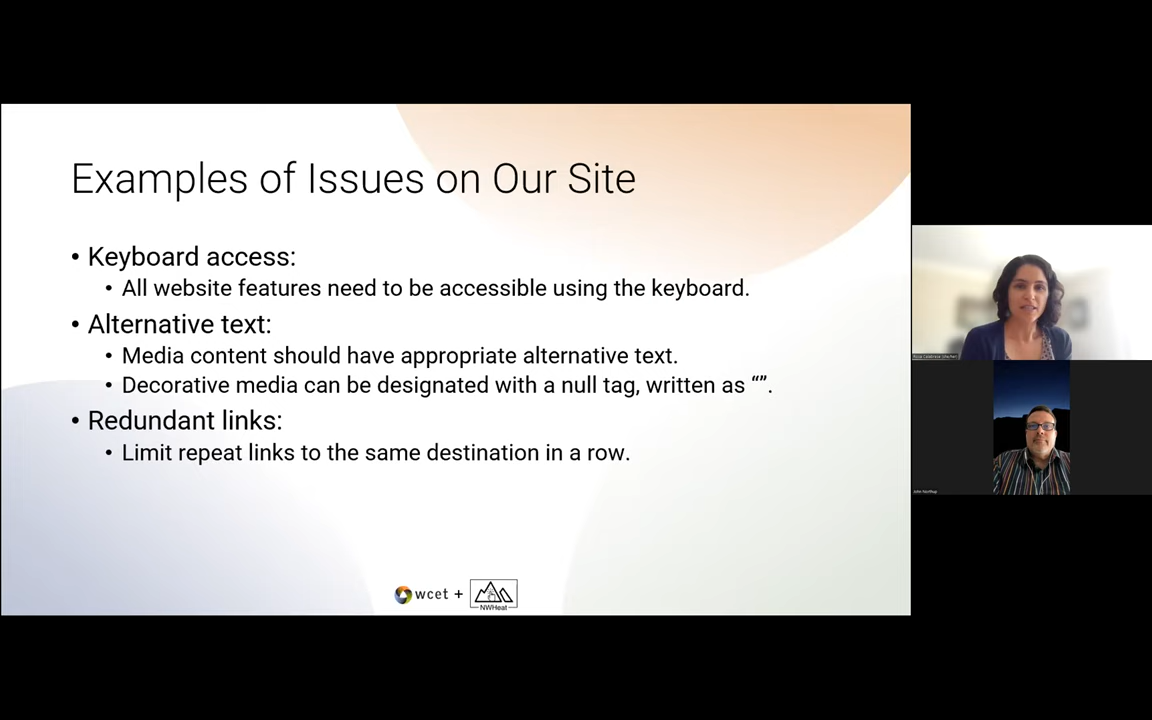 Examples of Issues on Our Site
• Keyboard access:
• All website features need to be accessible using the keyboard.
• Alternative text:
• Media content should have appropriate alternative text.
• Decorative media can be designated with a null tag, written as “”.
• Redundant links:
• Limit repeat links to the same destination in a row.
wcet +
NWHeat
John Northup